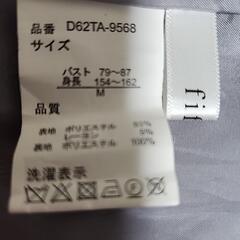 品番 D62TA-9568
サイズ
バスト 79～87
身長 154～162
M
品質
表地 ポリエステル
レーヨン 5%
裏地 ポリエステル 100%
洗濯表示
fit